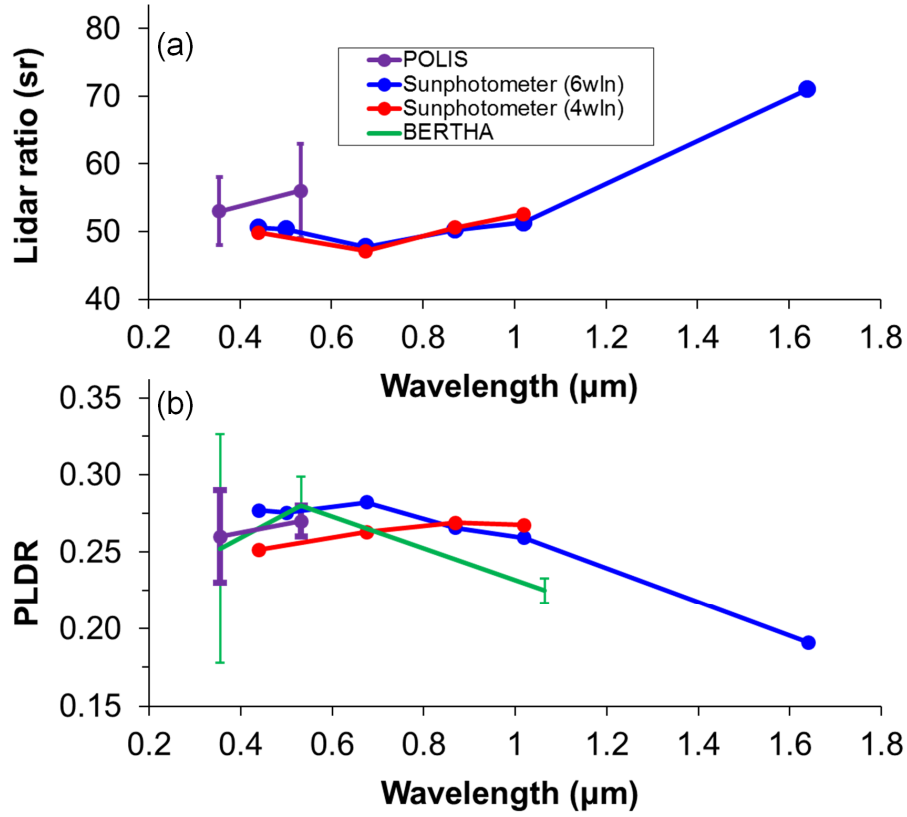 (a)
80
70
60
50
40
Lidar ratio (sr)
POLIS
Sunphotometer (6wln)
Sunphotometer (4wln)
BERTHA
0.2 0.4 0.6 0.8 1 1.2 1.4 1.6 1.8
Wavelength (µm)
(b)
0.35
0.30
0.25
0.20
0.15
PLDR
0.2 0.4 0.6 0.8 1 1.2 1.4 1.6 1.8
Wavelength (µm)